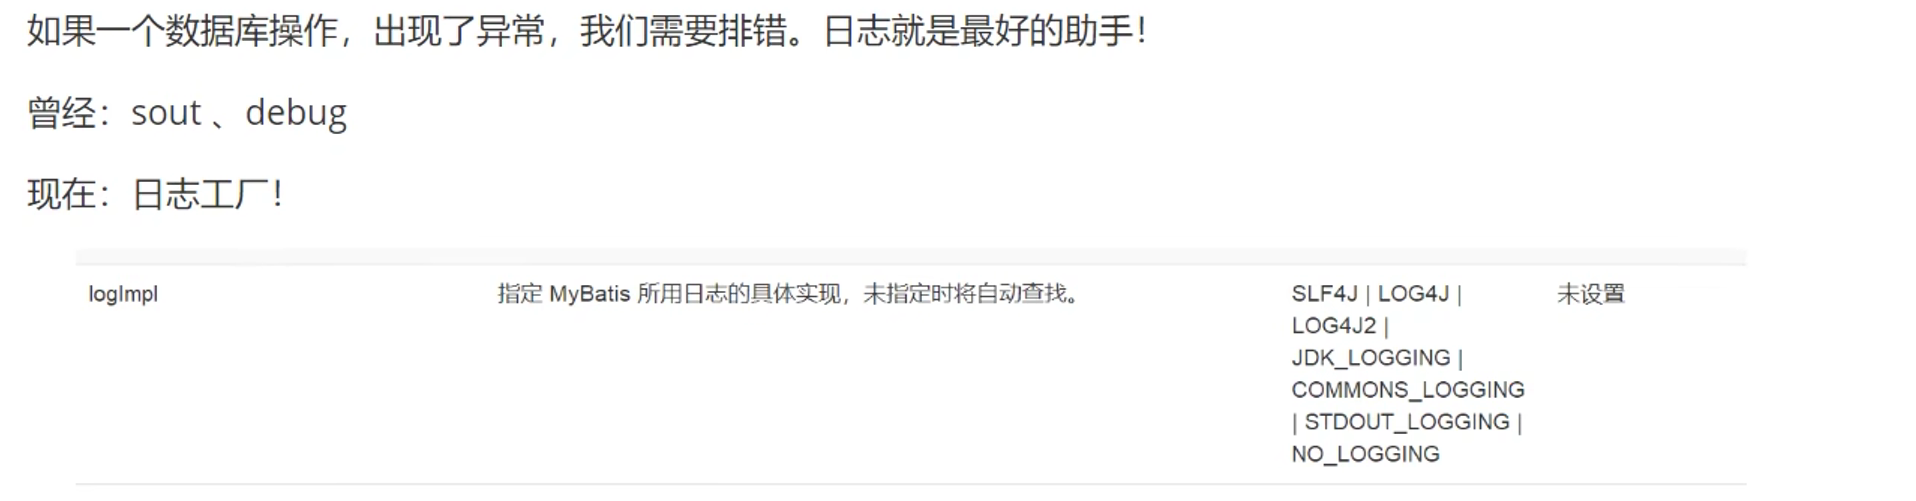 如果一个数据库操作，出现了异常，我们需要排错。日志就是最好的助手！
曾经：sout 、debug
现在：日志工厂！
logImpl 指定 MyBatis 所用日志的具体实现，未指定时将自动查找。 SLF4J | LOG4J | 未设置
LOG4J2 |
JDK_LOGGING |
COMMONS_LOGGING
| STDOUT_LOGGING |
NO_LOGGING